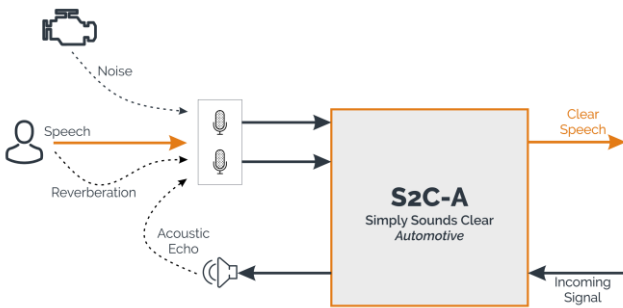 Noise
Speech
Reverberation
Acoustic
Echo
S2C-A
Simply Sounds Clear
Automotive
Clear
Speech
Incoming
Signal